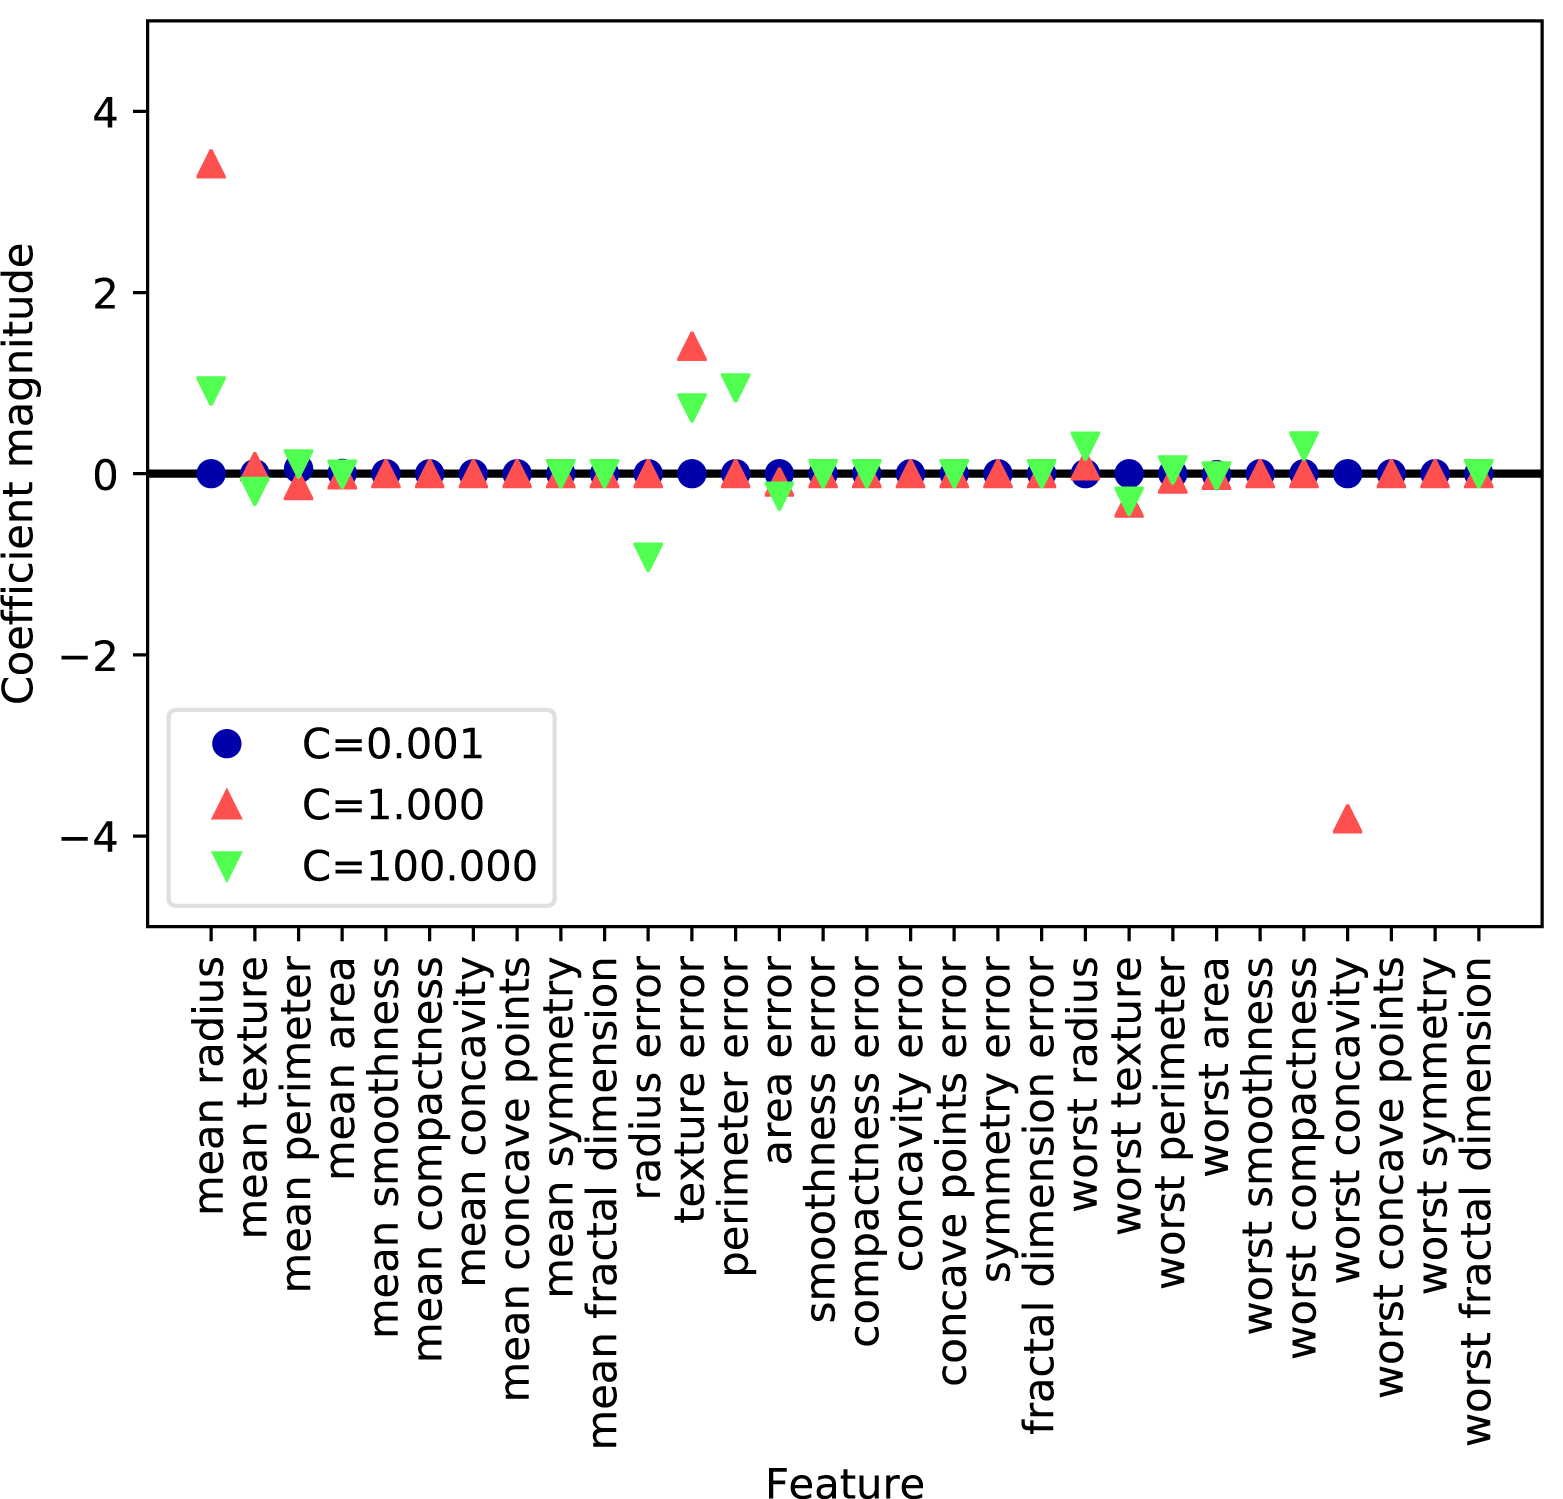 Coefficient magnitude
4
2
0
−2
−4
C=0.001
C=1.000
C=100.000
mean radius
mean texture
mean perimeter
mean area
mean smoothness
mean compactness
mean concavity
mean concave points
mean symmetry
mean fractal dimension
radius error
texture error
perimeter error
area error
smoothness error
compactness error
concavity error
concave points error
symmetry error
fractal dimension error
worst radius
worst texture
worst perimeter
worst area
worst smoothness
worst compactness
worst concavity
worst concave points
worst symmetry
worst fractal dimension
Feature